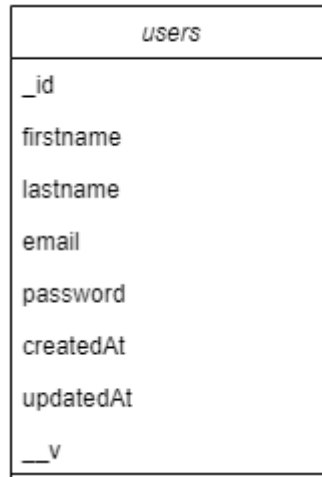 users
_id
firstname
lastname
email
password
createdAt
updatedAt
__v